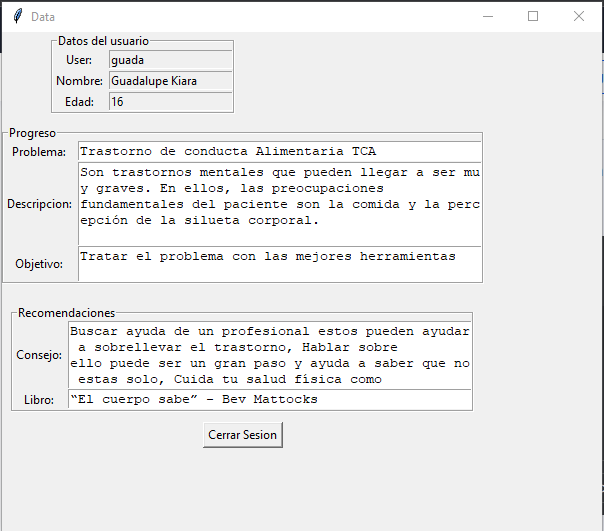 Data
Datos del usuario
User: guada
Nombre: Guadalupe Kiara
Edad: 16
Progreso
Problema: Trastorno de conducta Alimentaria TCA
Descripcion:
Son trastornos mentales que pueden llegar a ser mu
y graves. En ellos, las preocupaciones
fundamentales del paciente son la comida y la perc
epción de la silueta corporal.
Objetivo: Tratar el problema con las mejores herramientas
Recomendaciones
Consejo:
Buscar ayuda de un profesional estos pueden ayudar
a sobrellevar el trastorno, Hablar sobre
ello puede ser un gran paso y ayuda a saber que no
estas solo, Cuida tu salud física como
Libro: “El cuerpo sabe” - Bev Mattocks
Cerrar Sesion